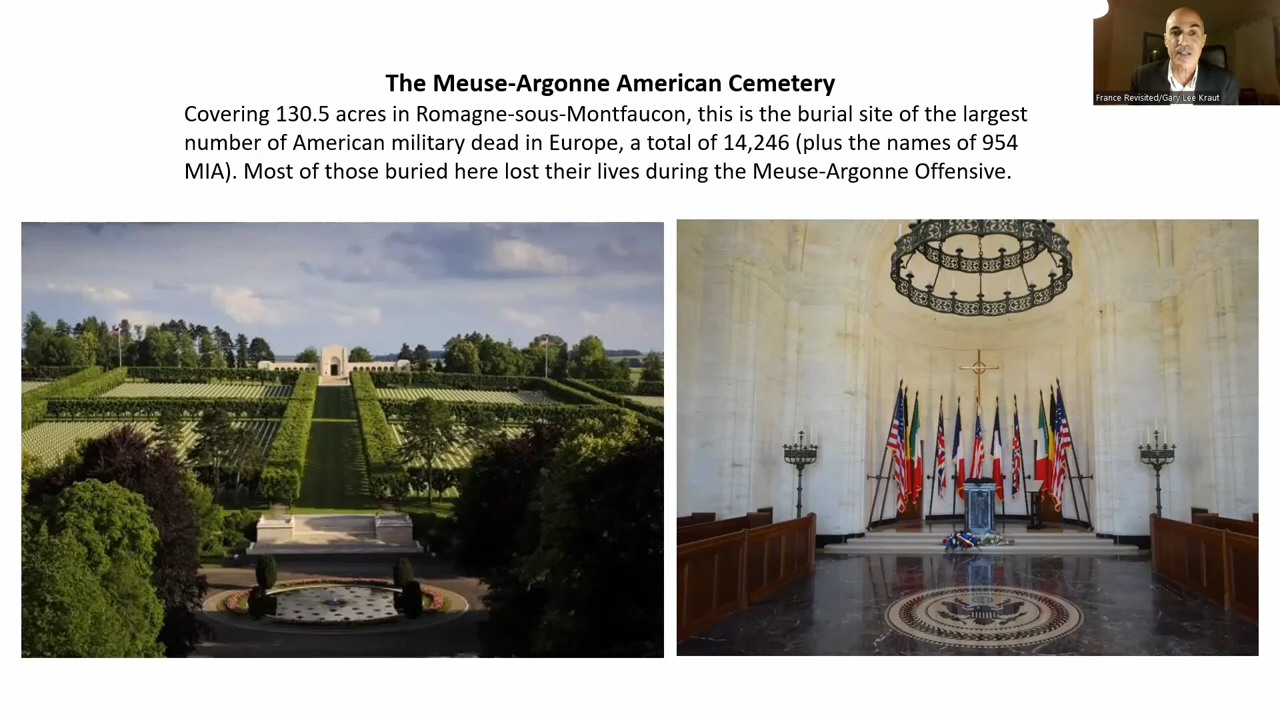 The Meuse-Argonne American Cemetery
Covering 130.5 acres in Romagne-sous-Montfaucon, this is the burial site of the largest
number of American military dead in Europe, a total of 14,246 (plus the names of 954
MIA). Most of those buried here lost their lives during the Meuse-Argonne Offensive.
France Revisited/Gary Lee Kraut